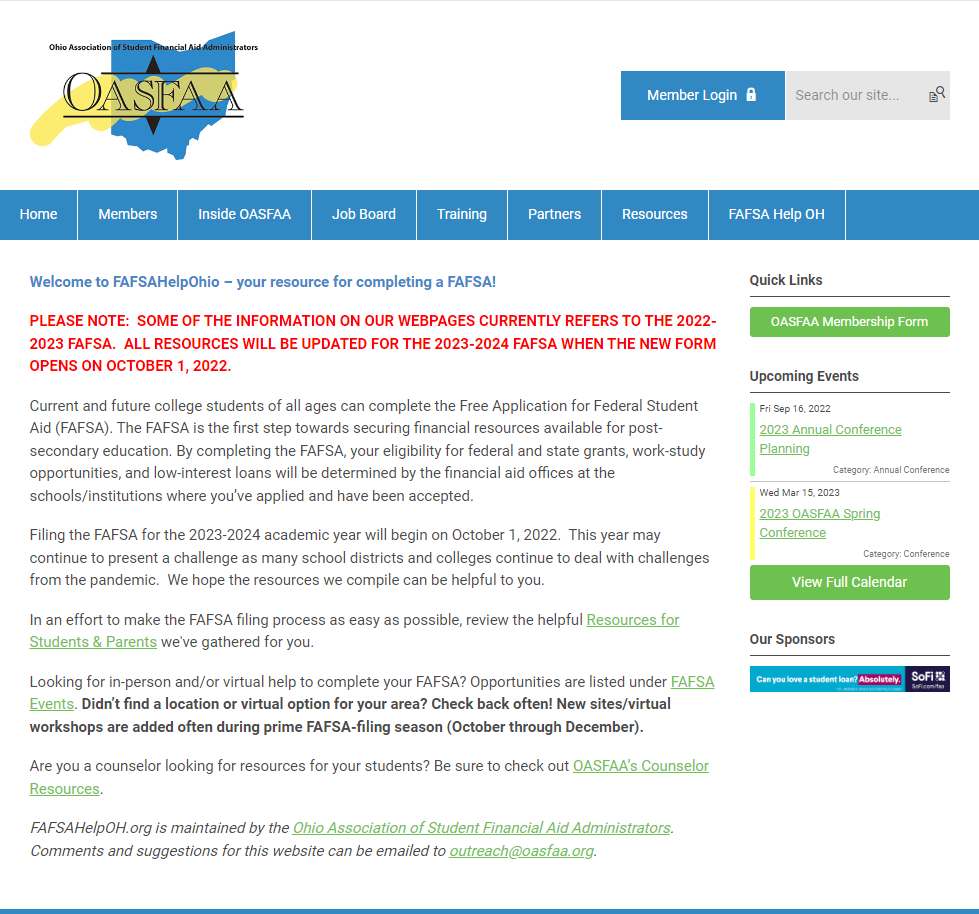 Ohio Association of Student Financial Aid Administrators
OASFAA
Member Login
Search our site...
Home
Members
Inside OASFAA
Job Board
Training
Partners
Resources
FAFSA Help OH
Welcome to FAFSAHelpOhio – your resource for completing a FAFSA!
PLEASE NOTE:  SOME OF THE INFORMATION ON OUR WEBPAGES CURRENTLY REFERS TO THE 2022-
2023 FAFSA.  ALL RESOURCES WILL BE UPDATED FOR THE 2023-2024 FAFSA WHEN THE NEW FORM
OPENS ON OCTOBER 1, 2022.
Current and future college students of all ages can complete the Free Application for Federal Student
Aid (FAFSA). The FAFSA is the first step towards securing financial resources available for post-
secondary education. By completing the FAFSA, your eligibility for federal and state grants, work-study
opportunities, and low-interest loans will be determined by the financial aid offices at the
schools/institutions where you’ve applied and have been accepted.
Filing the FAFSA for the 2023-2024 academic year will begin on October 1, 2022.  This year may
continue to present a challenge as many school districts and colleges continue to deal with challenges
from the pandemic.  We hope the resources we compile can be helpful to you.
In an effort to make the FAFSA filing process as easy as possible, review the helpful Resources for
Students & Parents we've gathered for you.
Looking for in-person and/or virtual help to complete your FAFSA? Opportunities are listed under FAFSA
Events. Didn’t find a location or virtual option for your area? Check back often! New sites/virtual
workshops are added often during prime FAFSA-filing season (October through December).
Are you a counselor looking for resources for your students? Be sure to check out OASFAA’s Counselor
Resources.
FAFSAHelpOH.org is maintained by the Ohio Association of Student Financial Aid Administrators.
Comments and suggestions for this website can be emailed to outreach@oasfaa.org.
Quick Links
OASFAA Membership Form
Upcoming Events
Fri Sep 16, 2022
2023 Annual Conference
Planning
Category: Annual Conference
Wed Mar 15, 2023
2023 OASFAA Spring
Conference
Category: Conference
View Full Calendar
Our Sponsors
Can you love a student loan? Absolutely.
SoFi
SoFi.com/faa